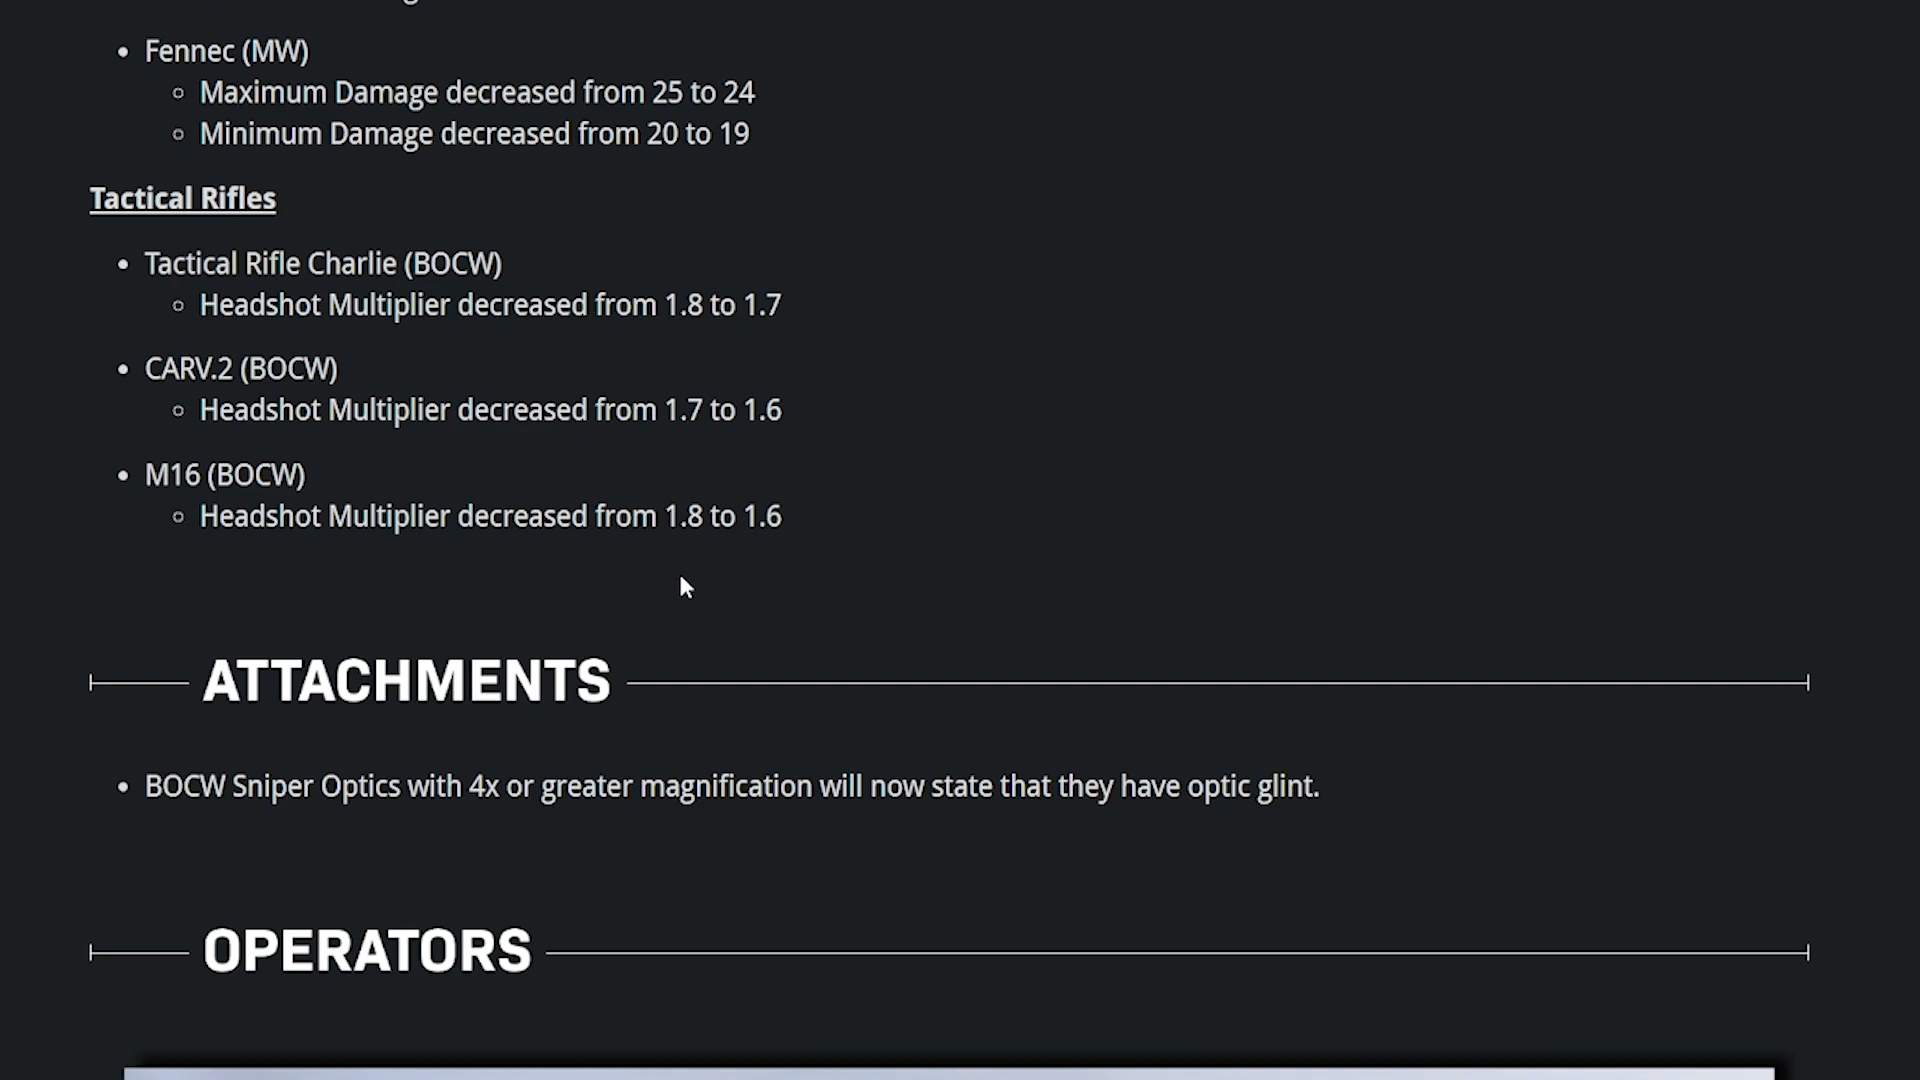 Fennec (MW)
Maximum Damage decreased from 25 to 24
Minimum Damage decreased from 20 to 19
Tactical Rifles
Tactical Rifle Charlie (BOCW)
Headshot Multiplier decreased from 1.8 to 1.7
CARV.2 (BOCW)
Headshot Multiplier decreased from 1.7 to 1.6
M16 (BOCW)
Headshot Multiplier decreased from 1.8 to 1.6
ATTACHMENTS
BOCW Sniper Optics with 4x or greater magnification will now state that they have optic glint.
OPERATORS